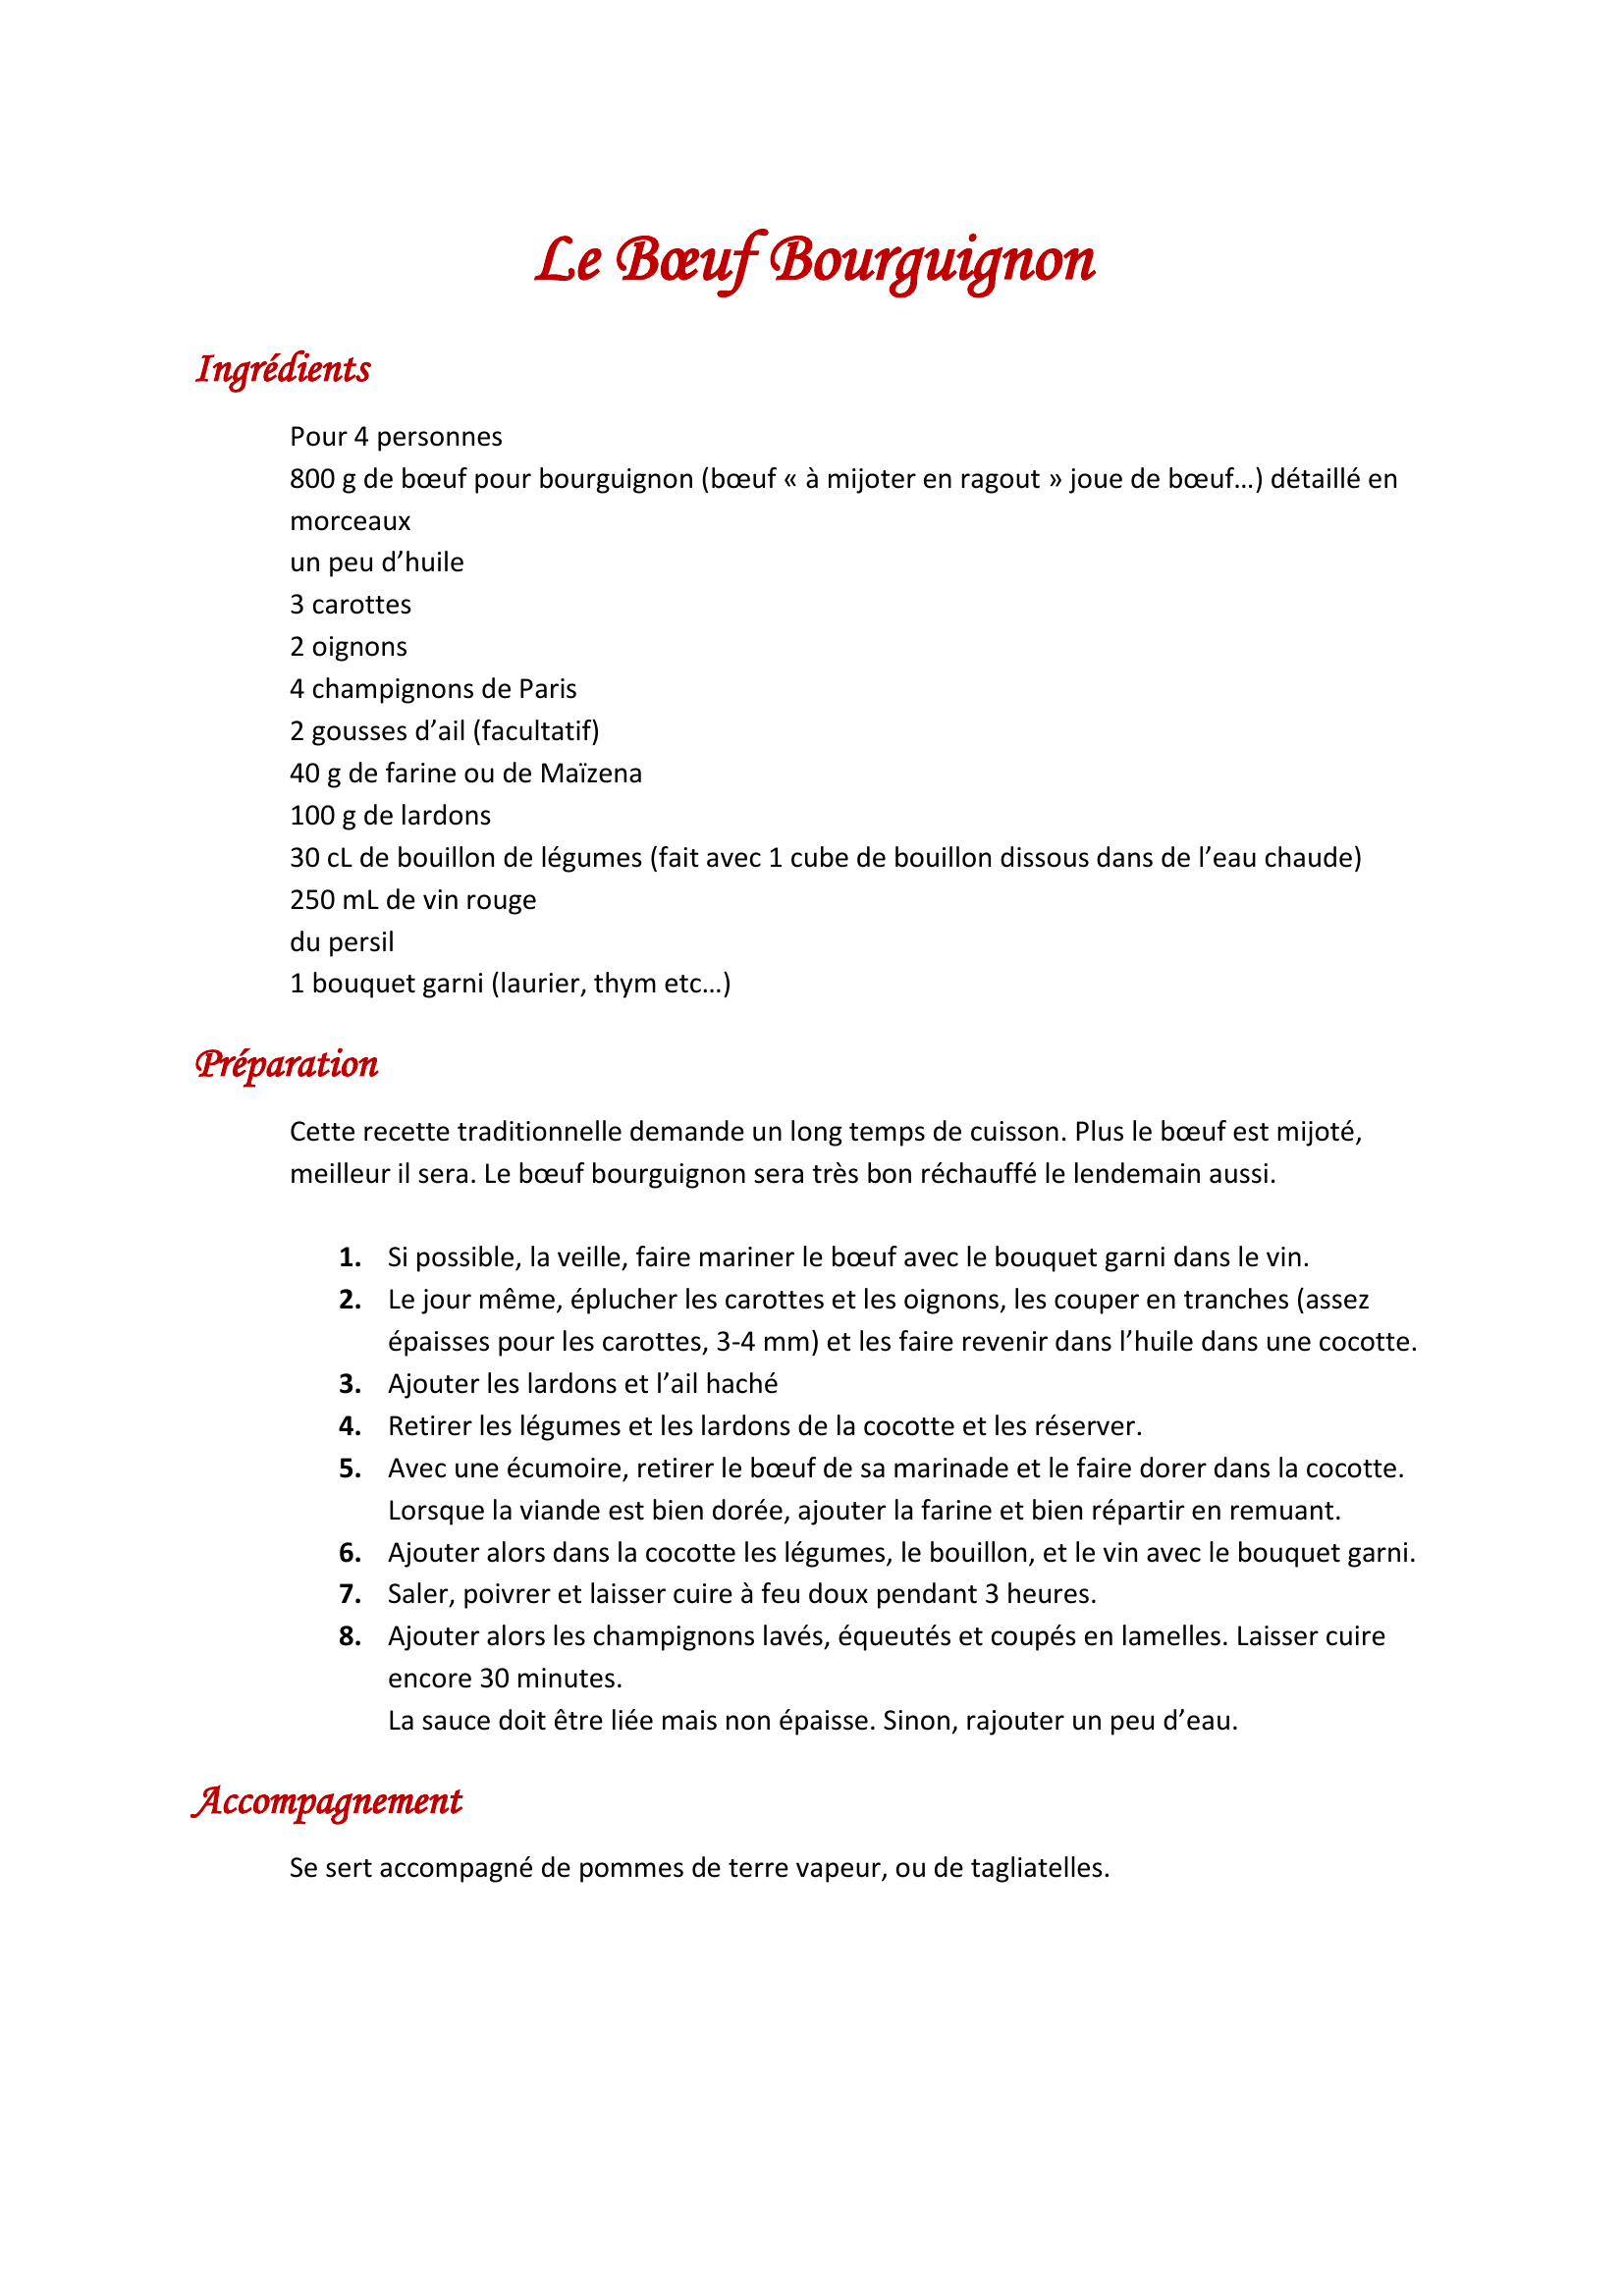 Le Bœuf Bourguignon
Ingrédients
Pour 4 personnes
800 g de bœuf pour bourguignon (bœuf « à mijoter en ragout » joue de bœuf…) détaillé en
morceaux
un peu d’huile
3 carottes
2 oignons
4 champignons de Paris
2 gousses d’ail (facultatif)
40 g de farine ou de Maïzena
100 g de lardons
30 cL de bouillon de légumes (fait avec 1 cube de bouillon dissous dans de l’eau chaude)
250 mL de vin rouge
du persil
1 bouquet garni (laurier, thym etc…)
Préparation
Cette recette traditionnelle demande un long temps de cuisson. Plus le bœuf est mijoté,
meilleur il sera. Le bœuf bourguignon sera très bon réchauffé le lendemain aussi.
1. Si possible, la veille, faire mariner le bœuf avec le bouquet garni dans le vin.
2. Le jour même, éplucher les carottes et les oignons, les couper en tranches (assez
épaisses pour les carottes, 3-4 mm) et les faire revenir dans l’huile dans une cocotte.
3. Ajouter les lardons et l’ail haché
4. Retirer les légumes et les lardons de la cocotte et les réserver.
5. Avec une écumoire, retirer le bœuf de sa marinade et le faire dorer dans la cocotte.
Lorsque la viande est bien dorée, ajouter la farine et bien répartir en remuant.
6. Ajouter alors dans la cocotte les légumes, le bouillon, et le vin avec le bouquet garni.
7. Saler, poivrer et laisser cuire à feu doux pendant 3 heures.
8. Ajouter alors les champignons lavés, équeutés et coupés en lamelles. Laisser cuire
encore 30 minutes.
La sauce doit être liée mais non épaisse. Sinon, rajouter un peu d’eau.
Accompagnement
Se sert accompagné de pommes de terre vapeur, ou de tagliatelles.